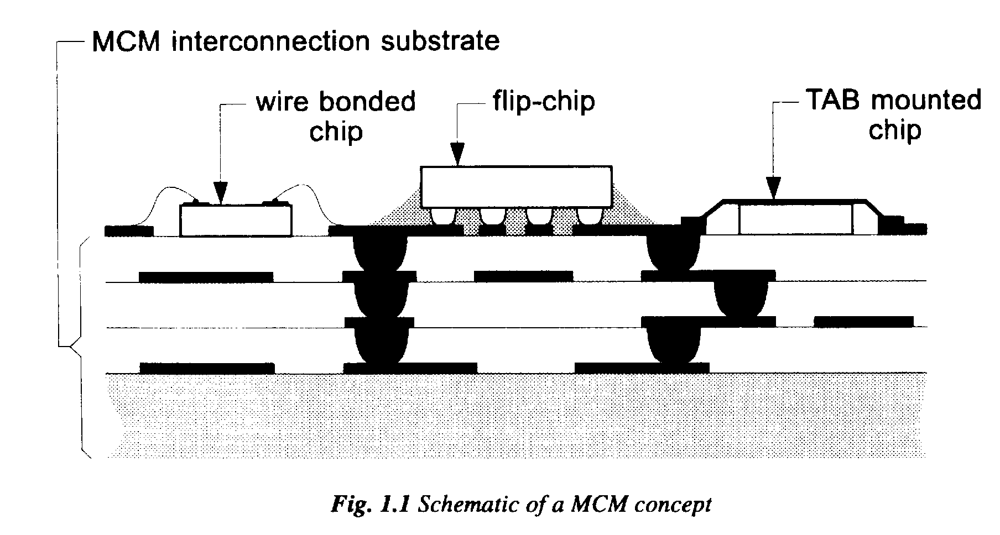 MCM interconnection substrate
wire bonded
chip
flip-chip
TAB mounted
chip
Fig. 1.1 Schematic of a MCM concept